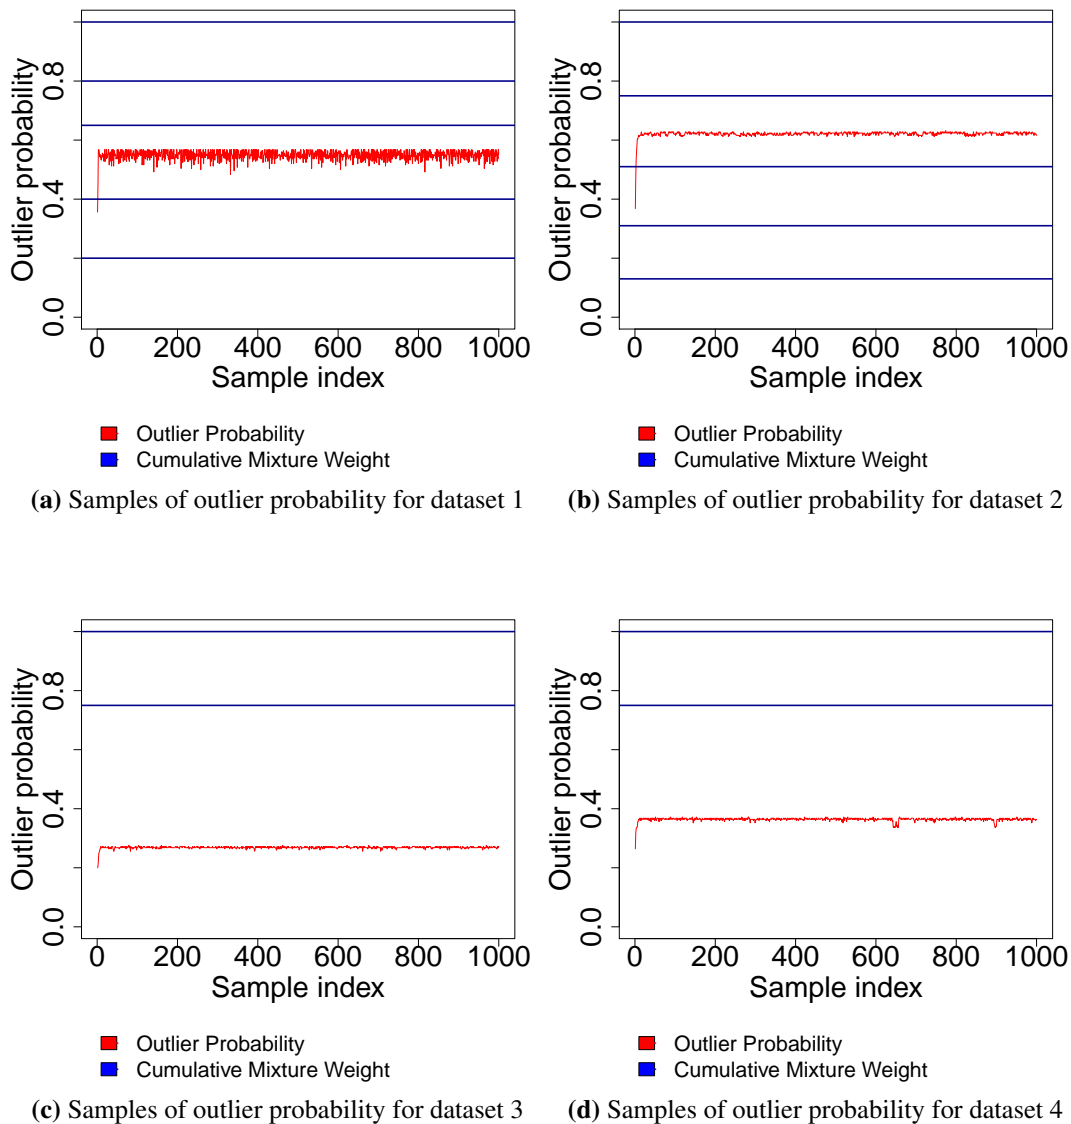 Outlier probability
0.0 0.4 0.8
0 200 400 600 800 1000
Sample index
Outlier Probability
Cumulative Mixture Weight
(a) Samples of outlier probability for dataset 1
Outlier probability
0.0 0.4 0.8
0 200 400 600 800 1000
Sample index
Outlier Probability
Cumulative Mixture Weight
(b) Samples of outlier probability for dataset 2
Outlier probability
0.0 0.4 0.8
0 200 400 600 800 1000
Sample index
Outlier Probability
Cumulative Mixture Weight
(c) Samples of outlier probability for dataset 3
Outlier probability
0.0 0.4 0.8
0 200 400 600 800 1000
Sample index
Outlier Probability
Cumulative Mixture Weight
(d) Samples of outlier probability for dataset 4